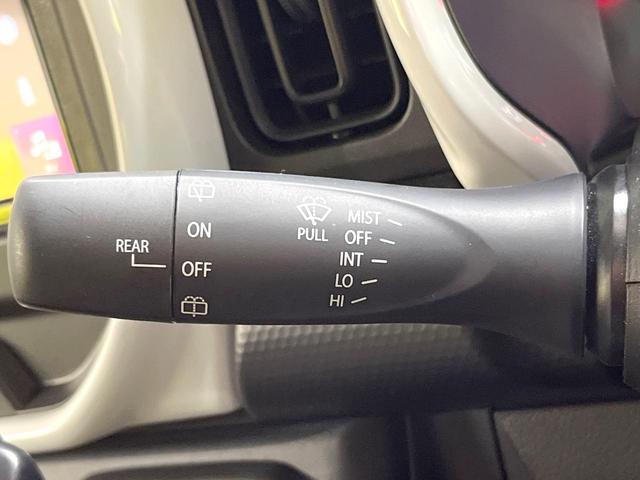 REAR
ON
OFF
PULL
MIST
OFF
INT
LO
HI